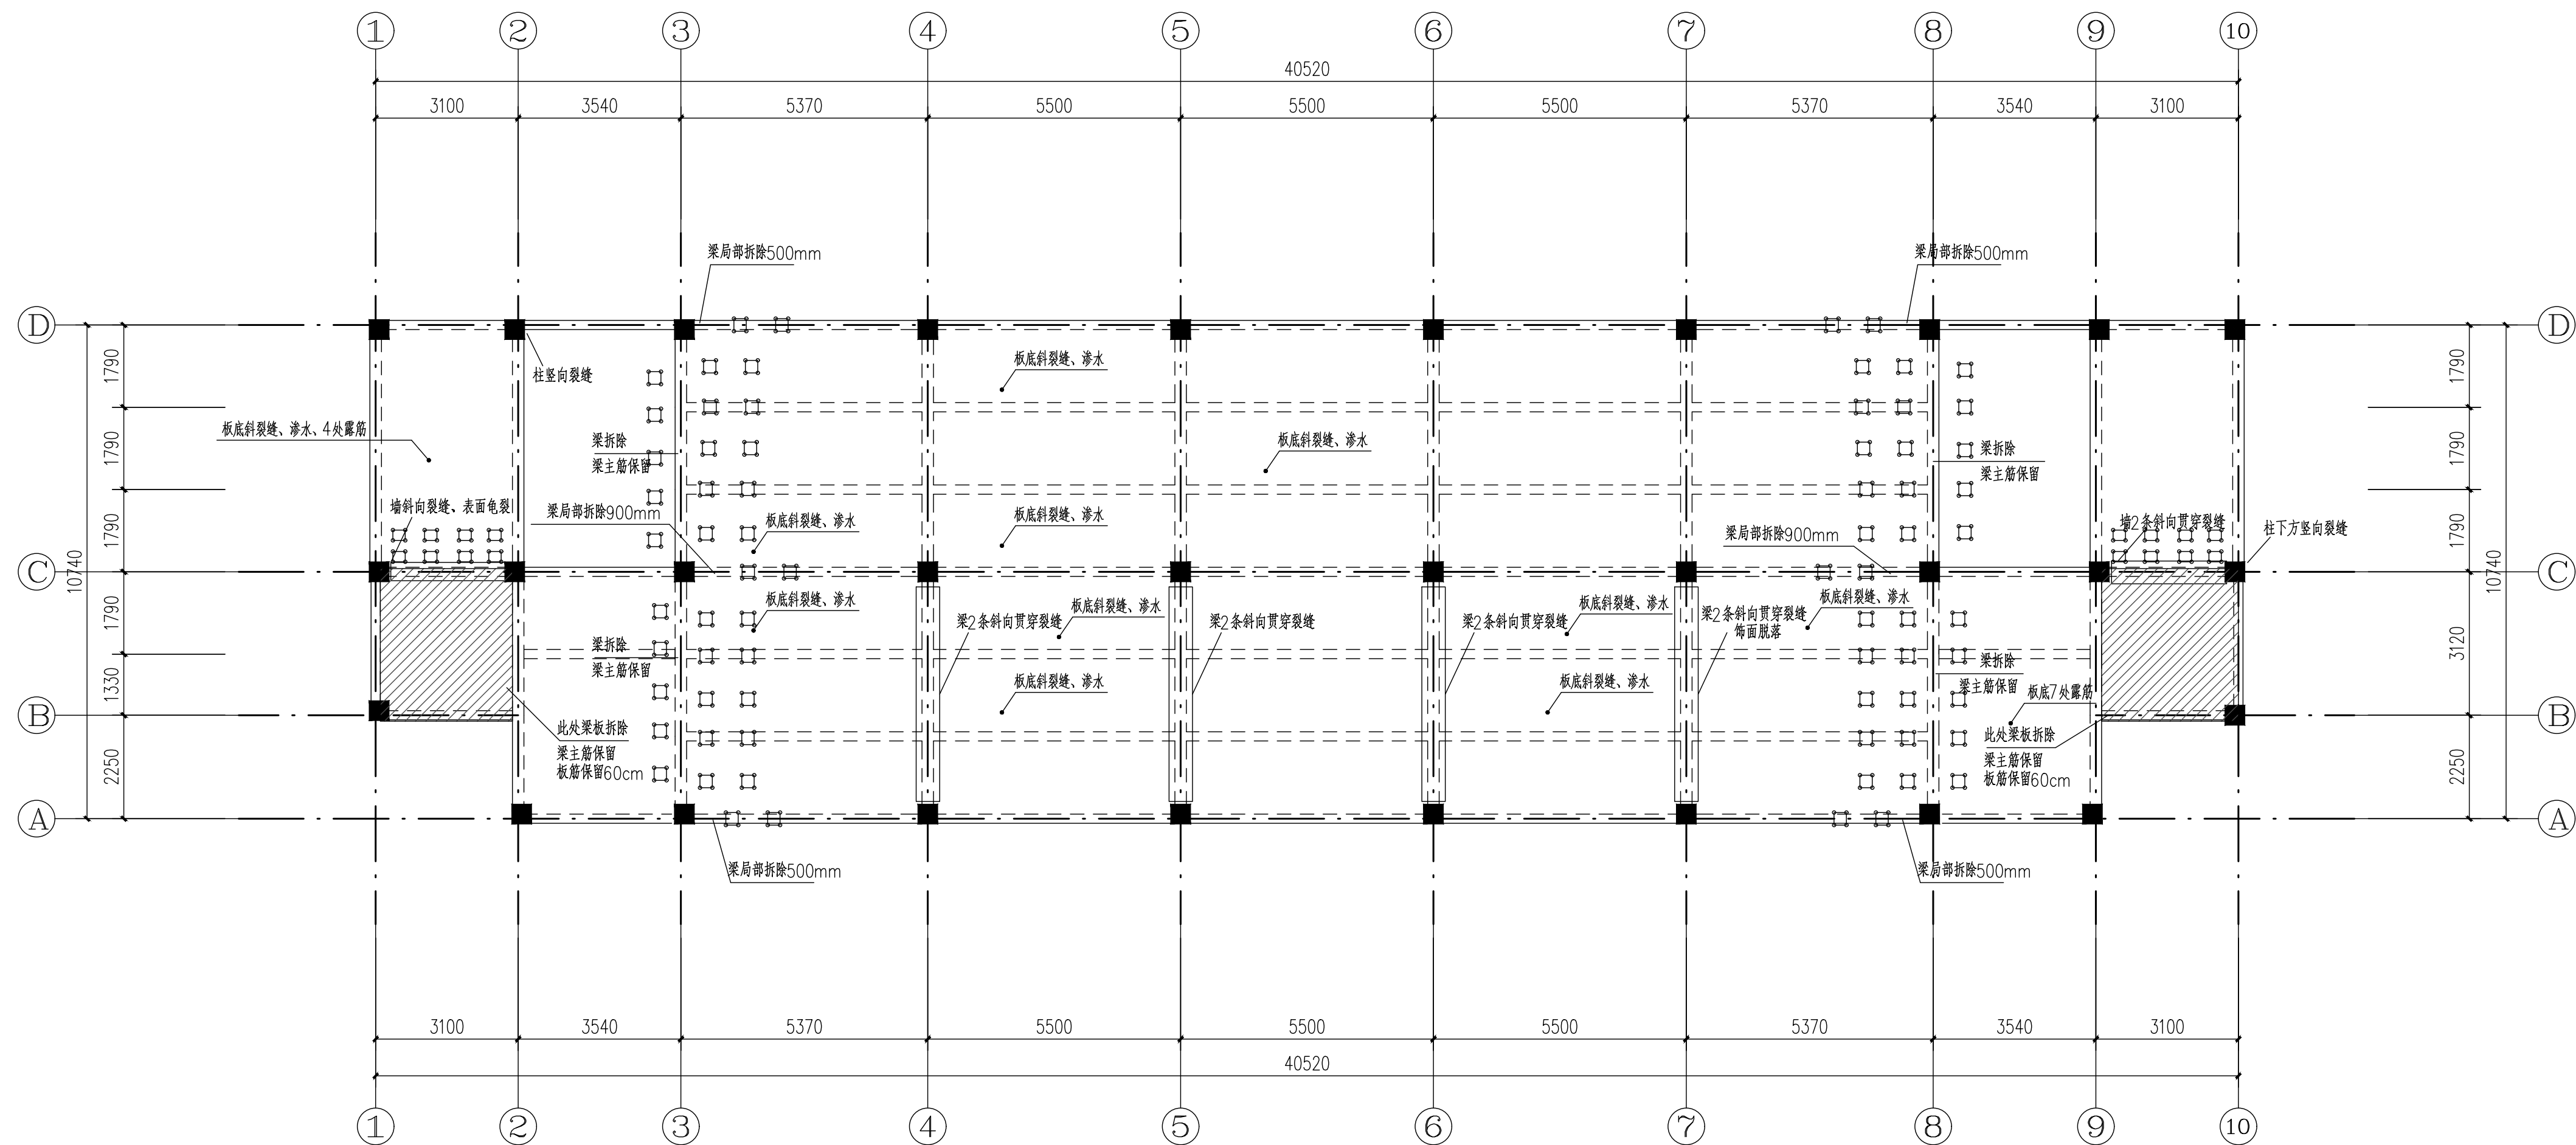 1 2 3 4 5 6 7 8 9 10
40520
3100 3540 5370 5500 5500 5500 5370 3540 3100
梁局部拆除500mm
梁局部拆除500mm
D
D
1790
1790
柱竖向裂缝
板底斜裂缝、渗水
板底斜裂缝、渗水、4处露筋
1790
梁拆除
梁主筋保留
板底斜裂缝、渗水
梁拆除
梁主筋保留
1790
墙斜向裂缝、表面龟裂
梁局部拆除900mm
板底斜裂缝、渗水
板底斜裂缝、渗水
梁局部拆除900mm
墙2条斜向贯穿裂缝
柱下方竖向裂缝
1790
1790
C
C
10740
10740
1790
板底斜裂缝、渗水
梁2条斜向贯穿裂缝
板底斜裂缝、渗水
梁2条斜向贯穿裂缝
梁2条斜向贯穿裂缝
板底斜裂缝、渗水
梁2条斜向贯穿裂缝
饰面脱落
板底斜裂缝、渗水
3120
梁拆除
梁主筋保留
梁拆除
梁主筋保留
1330
板底斜裂缝、渗水
板底斜裂缝、渗水
板底7处露筋
B
B
此处梁板拆除
梁主筋保留
板筋保留60cm
此处梁板拆除
梁主筋保留
板筋保留60cm
2250
2250
A
A
梁局部拆除500mm
梁局部拆除500mm
3100 3540 5370 5500 5500 5500 5370 3540 3100
40520
1 2 3 4 5 6 7 8 9 10